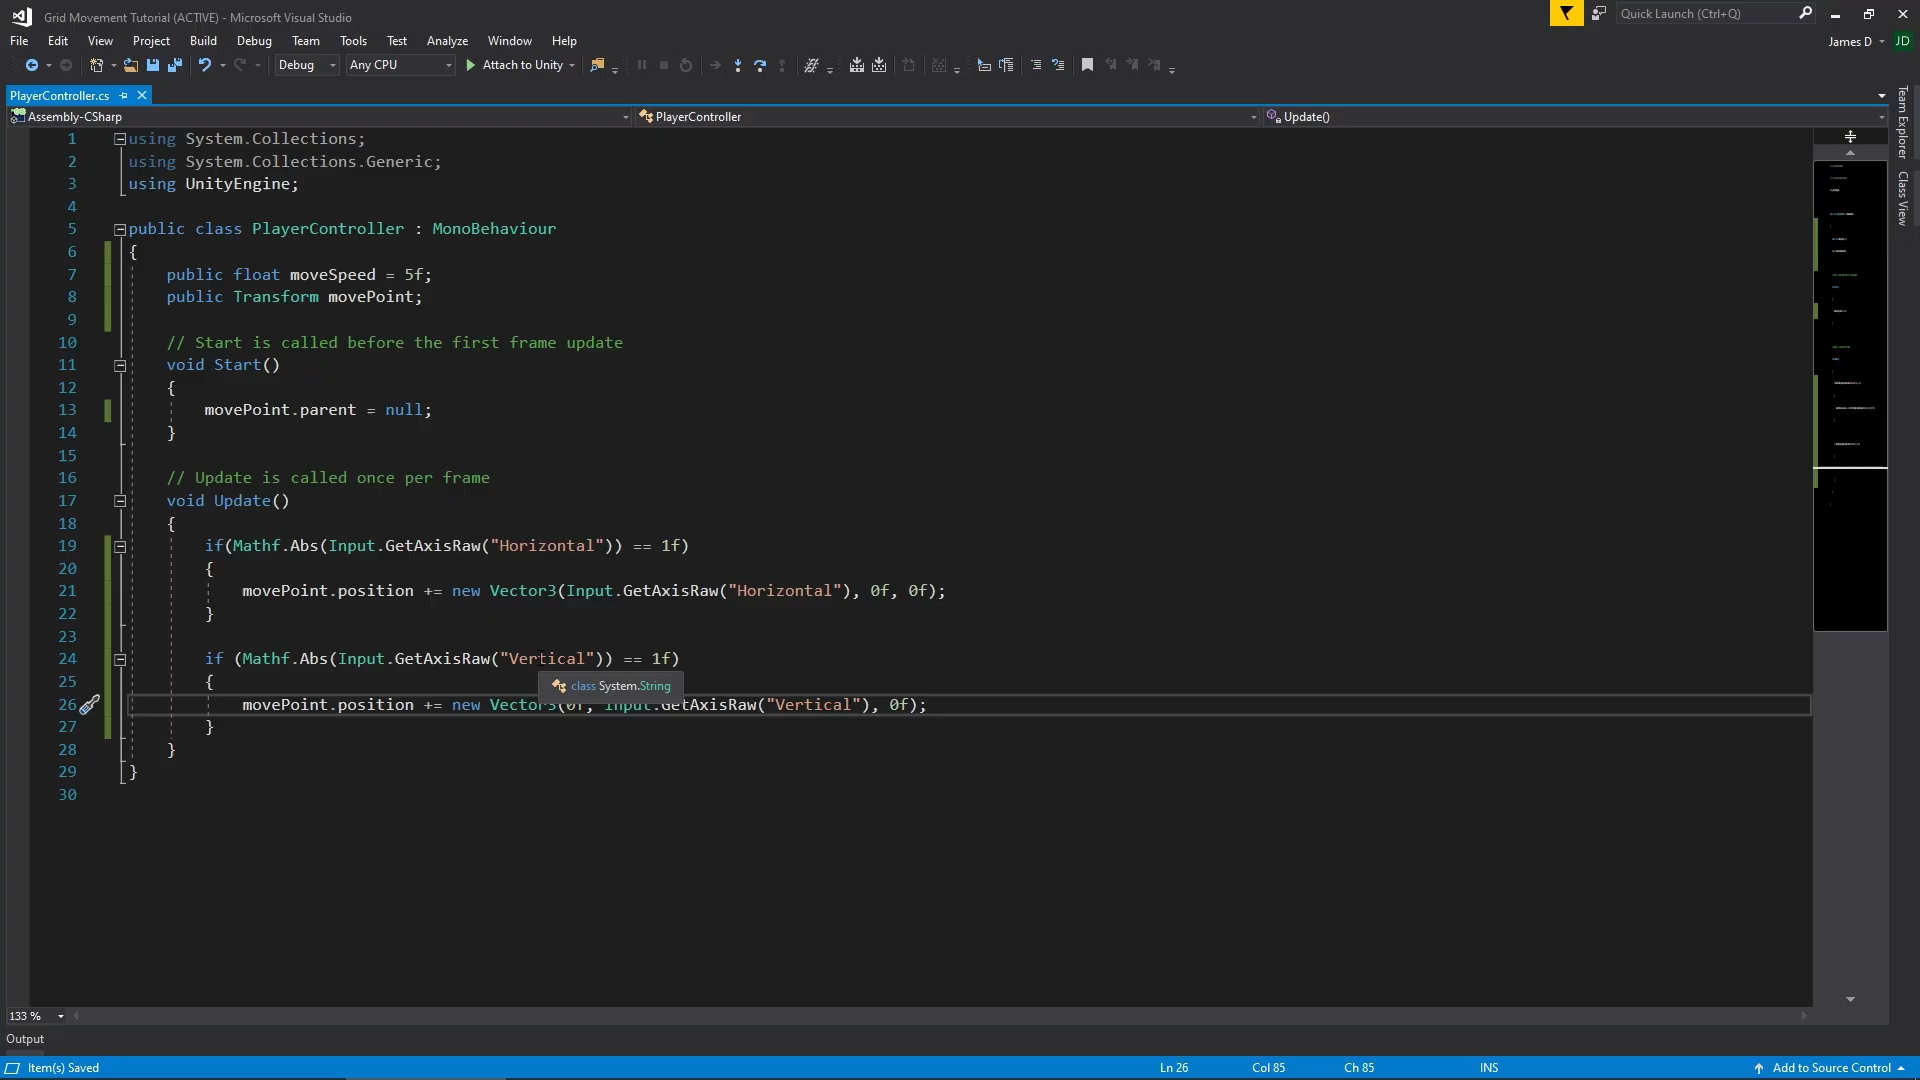 Grid Movement Tutorial (ACTIVE) - Microsoft Visual Studio
Quick Launch (Ctrl+Q)
File Edit View Project Build Debug Team Tools Test Analyze Window Help
James D JD
Debug Any CPU Attach to Unity
PlayerController.cs
Assembly-CSharp PlayerController Update()
Team Explorer
Class View
1 using System.Collections;
2 using System.Collections.Generic;
3 using UnityEngine;
4
5 public class PlayerController : MonoBehaviour
6 {
7 public float moveSpeed = 5f;
8 public Transform movePoint;
9
10 // Start is called before the first frame update
11 void Start()
12 {
13 movePoint.parent = null;
14 }
15
16 // Update is called once per frame
17 void Update()
18 {
19 if(Mathf.Abs(Input.GetAxisRaw("Horizontal")) == 1f)
20 {
21 movePoint.position += new Vector3(Input.GetAxisRaw("Horizontal"), 0f, 0f);
22 }
23
24 if (Mathf.Abs(Input.GetAxisRaw("Vertical")) == 1f)
25 {
class System.String
26 movePoint.position += new Vector3(0f, Input.GetAxisRaw("Vertical"), 0f);
27 }
28 }
29 }
30
133 %
Output
Item(s) Saved Ln 26 Col 85 Ch 85 INS Add to Source Control